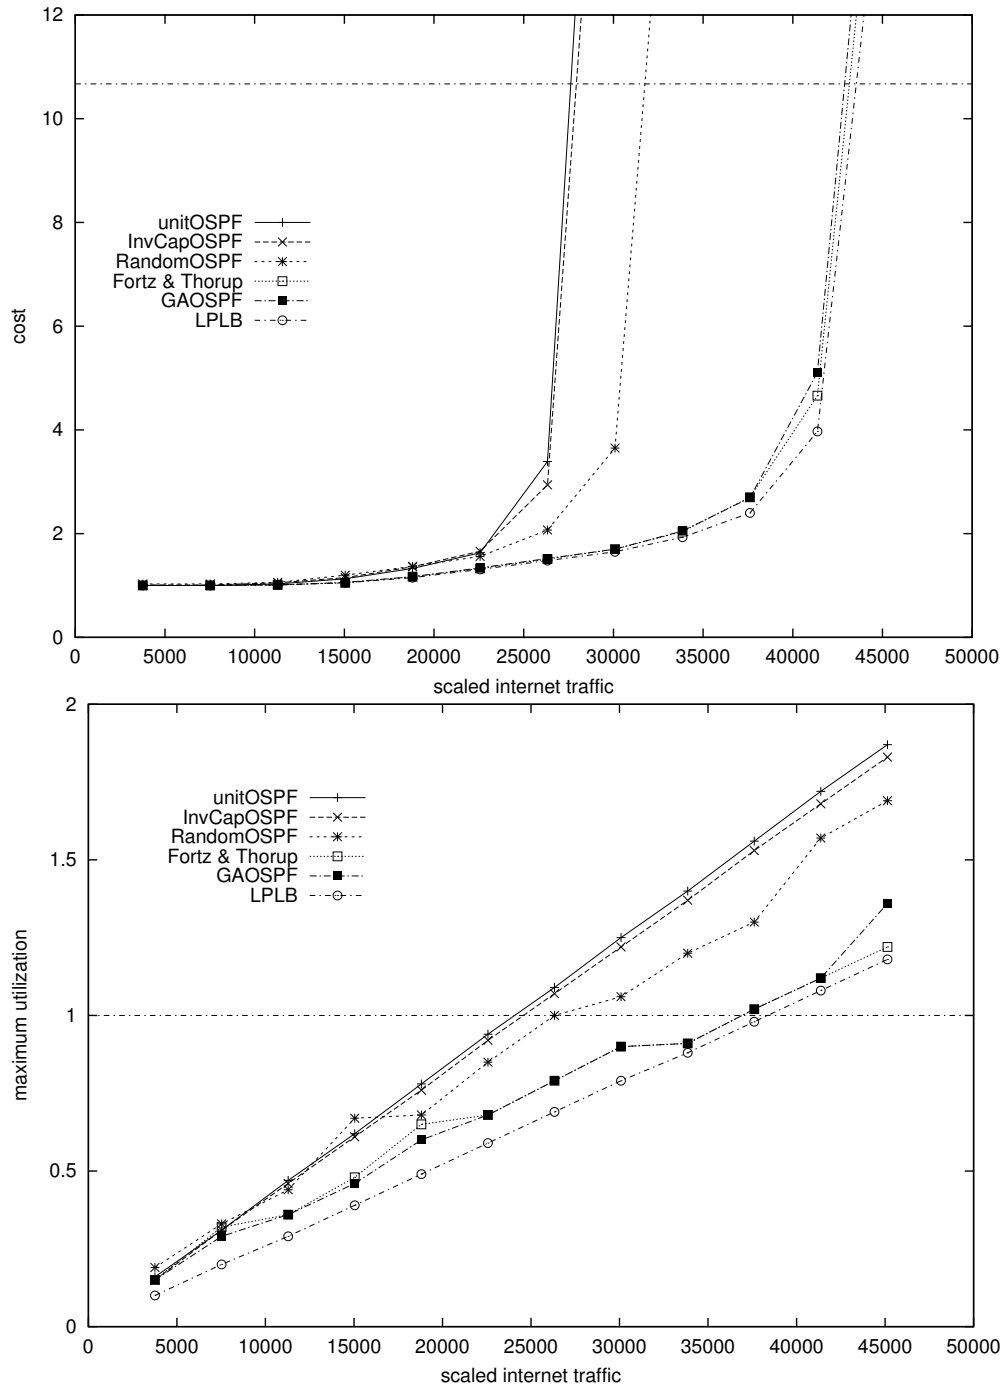 12
10
8
6
4
2
0
cost
unitOSPF
InvCapOSPF
RandomOSPF
Fortz & Thorup
GAOSPF
LPLB
0 5000 10000 15000 20000 25000 30000 35000 40000 45000 50000
scaled internet traffic
2
1.5
1
0.5
0
maximum utilization
unitOSPF
InvCapOSPF
RandomOSPF
Fortz & Thorup
GAOSPF
LPLB
0 5000 10000 15000 20000 25000 30000 35000 40000 45000 50000
scaled internet traffic